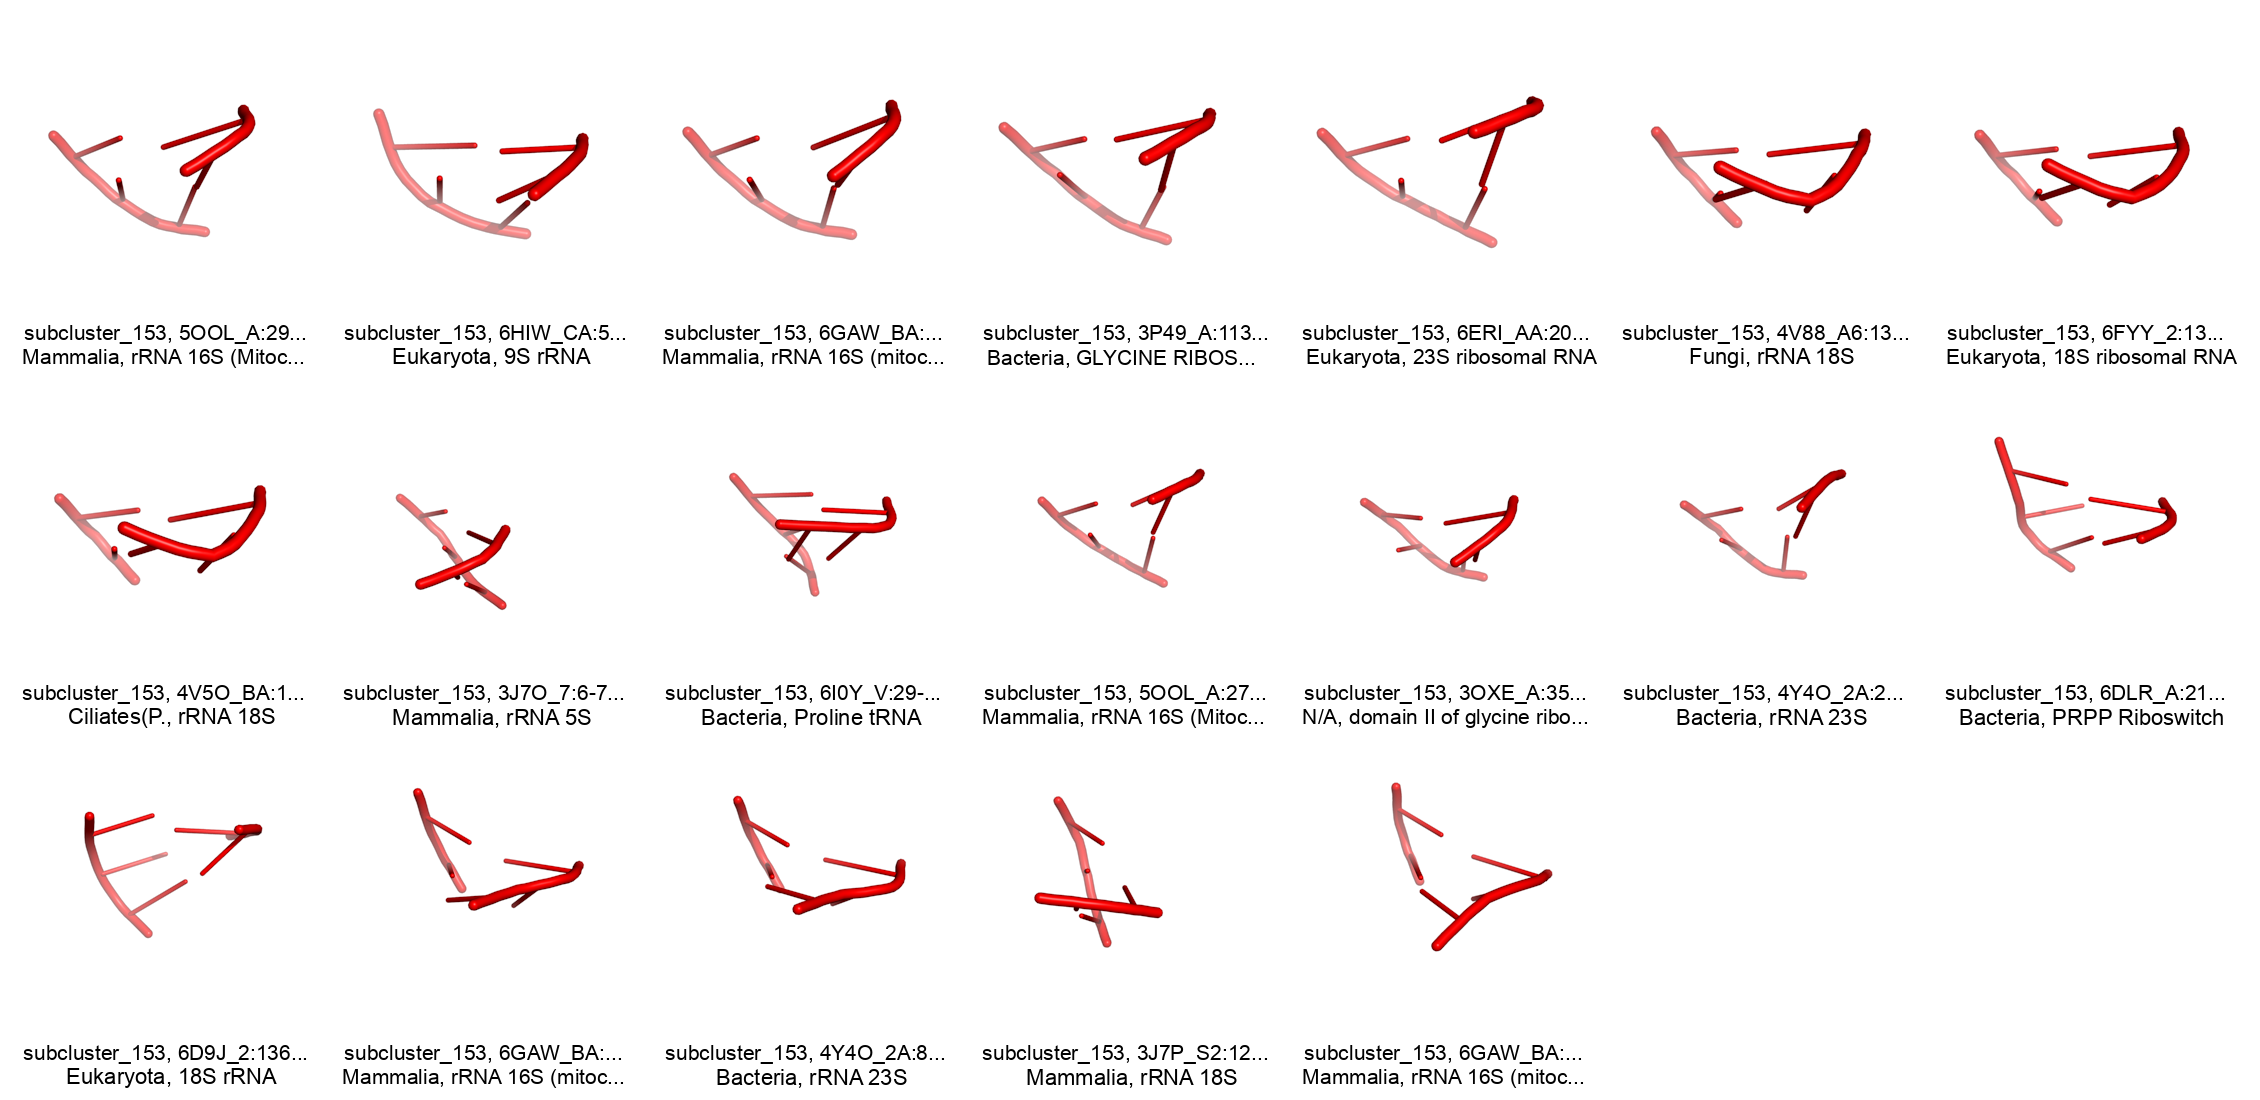 subcluster_153, 5OOL_A:29...
Mammalia, rRNA 16S (Mitoc...
subcluster_153, 6HIW_CA:5...
Eukaryota, 9S rRNA
subcluster_153, 6GAW_BA:...
Mammalia, rRNA 16S (mitoc...
subcluster_153, 3P49_A:113...
Bacteria, GLYCINE RIBOS...
subcluster_153, 6ERI_AA:20...
Eukaryota, 23S ribosomal RNA
subcluster_153, 4V88_A6:13...
Fungi, rRNA 18S
subcluster_153, 6FYY_2:13...
Eukaryota, 18S ribosomal RNA
subcluster_153, 4V5O_BA:1...
Ciliates(P., rRNA 18S
subcluster_153, 3J7O_7:6-7...
Mammalia, rRNA 5S
subcluster_153, 6I0Y_V:29-...
Bacteria, Proline tRNA
subcluster_153, 5OOL_A:27...
Mammalia, rRNA 16S (Mitoc...
subcluster_153, 3OXE_A:35...
N/A, domain II of glycine ribo...
subcluster_153, 4Y4O_2A:2...
Bacteria, rRNA 23S
subcluster_153, 6DLR_A:21...
Bacteria, PRPP Riboswitch
subcluster_153, 6D9J_2:136...
Eukaryota, 18S rRNA
subcluster_153, 6GAW_BA:...
Mammalia, rRNA 16S (mitoc...
subcluster_153, 4Y4O_2A:8...
Bacteria, rRNA 23S
subcluster_153, 3J7P_S2:12...
Mammalia, rRNA 18S
subcluster_153, 6GAW_BA:...
Mammalia, rRNA 16S (mitoc...